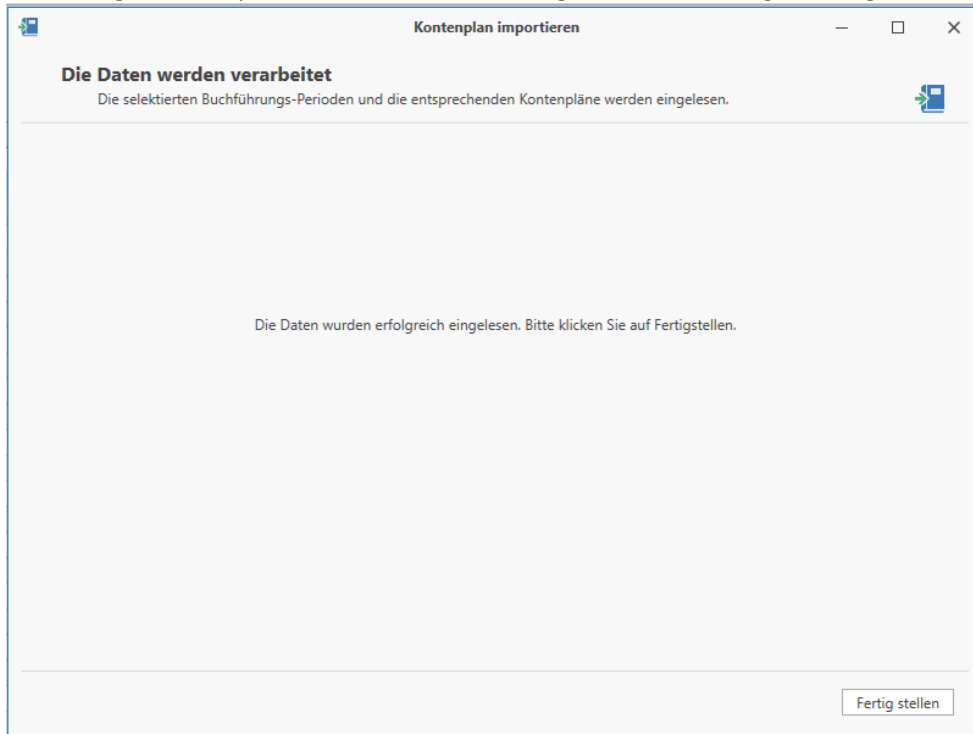 Kontenplan importieren
Die Daten werden verarbeitet
Die selektierten Buchführungs-Perioden und die entsprechenden Kontenpläne werden eingelesen.
Die Daten wurden erfolgreich eingelesen. Bitte klicken Sie auf Fertigstellen.
Fertig stellen